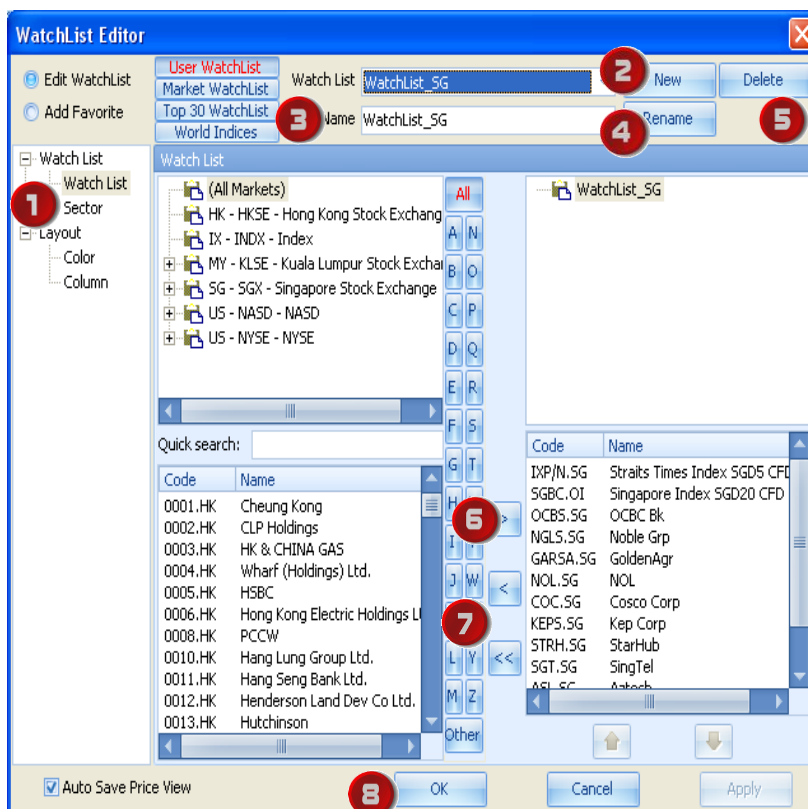 WatchList Editor
Edit WatchList
Add Favorite
User WatchList
Market WatchList
Top 30 WatchList
World Indices
Watch List WatchList_SG
2 New Delete
3 Name WatchList_SG
4 Rename 5
Watch List
Watch List
1 Sector
Layout
Color
Column
Watch List
(All Markets)
HK - HKSE - Hong Kong Stock Exchang
IX - INDX - Index
MY - KLSE - Kuala Lumpur Stock Exchai
SG - SGX - Singapore Stock Exchange
US - NASD - NASD
US - NYSE - NYSE
Quick search:
Code Name
0001.HK Cheung Kong
0002.HK CLP Holdings
0003.HK HK & CHINA GAS
0004.HK Wharf (Holdings) Ltd.
0005.HK HSBC
0006.HK Hong Kong Electric Holdings L
0008.HK PCCW
0010.HK Hang Lung Group Ltd.
0011.HK Hang Seng Bank Ltd.
0012.HK Henderson Land Dev Co Ltd.
0013.HK Hutchinson
All
A N
B O
C P
D Q
E R
F S
G T
H
I
J W
L Y
M Z
Other
6 >
<
7
<<
WatchList_SG
Code Name
IXP/N.SG Straits Times Index SGD5 CFD
SGBC.OI Singapore Index SGD20 CFD
OCBS.SG OCBC Bk
NGLS.SG Noble Grp
GARSA.SG GoldenAgr
NOL.SG NOL
COC.SG Cosco Corp
KEPS.SG Kep Corp
STRH.SG StarHub
SGT.SG SingTel
ASL.SG Aztech
Auto Save Price View
8 OK Cancel Apply